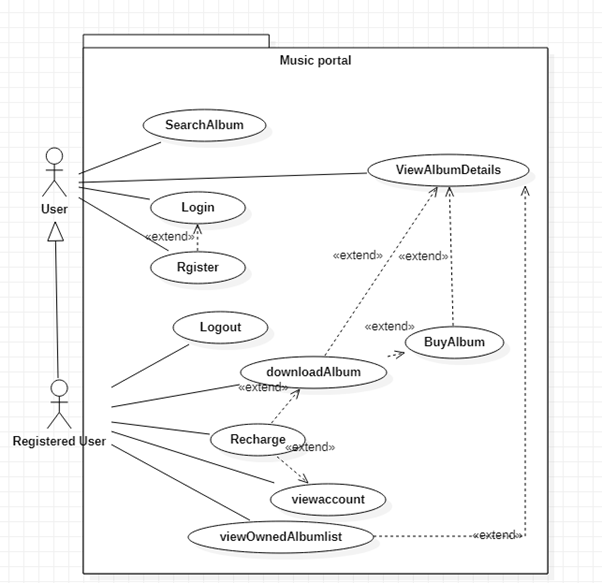 Music portal
SearchAlbum
ViewAlbumDetails
User
Login
«extend»
Rgister
«extend»
«extend»
Logout
«extend»
BuyAlbum
downloadAlbum
«extend»
Registered User
Recharge
«extend»
viewaccount
viewOwnedAlbumlist
«extend»